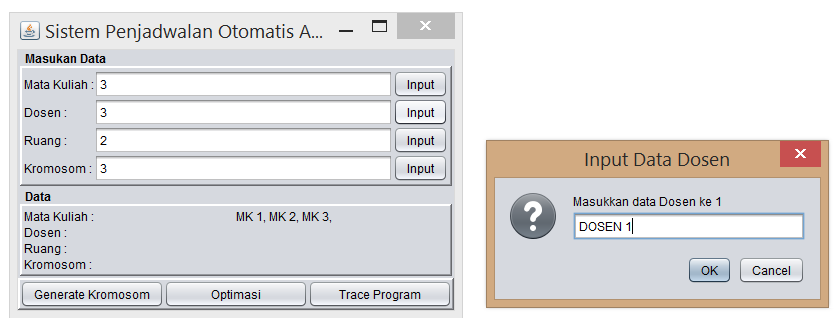 Sistem Penjadwalan Otomatis A...
Masukan Data
Mata Kuliah : 3 Input
Dosen : 3 Input
Ruang : 2 Input
Kromosom : 3 Input
Data
Mata Kuliah : MK 1, MK 2, MK 3,
Dosen :
Ruang :
Kromosom :
Generate Kromosom Optimasi Trace Program
Input Data Dosen
Masukkan data Dosen ke 1
DOSEN 1
OK Cancel